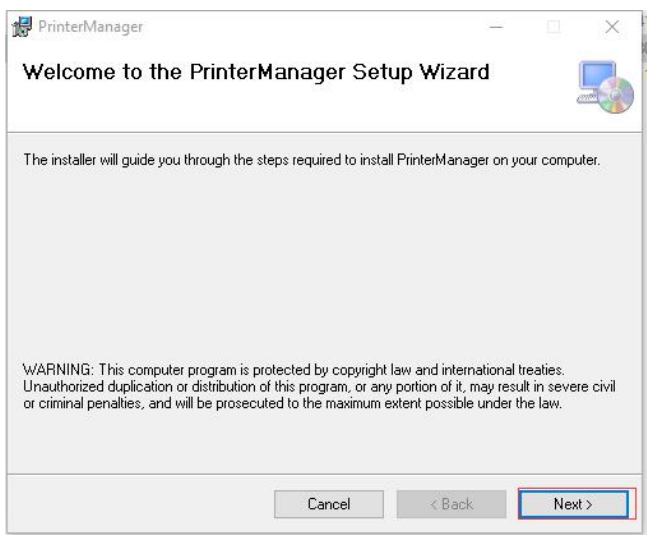 PrinterManager
Welcome to the PrinterManager Setup Wizard
The installer will guide you through the steps required to install PrinterManager on your computer.
WARNING: This computer program is protected by copyright law and international treaties.
Unauthorized duplication or distribution of this program, or any portion of it, may result in severe civil
or criminal penalties, and will be prosecuted to the maximum extent possible under the law.
Cancel < Back Next >